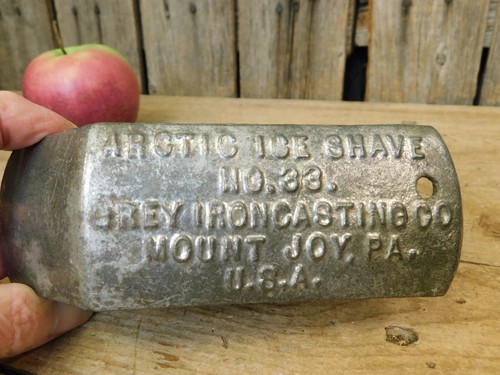 ARCTIC ICE SHAVE
NO. 33.
GREY IRON CASTING CO
MOUNT JOY, PA.
U.S.A.